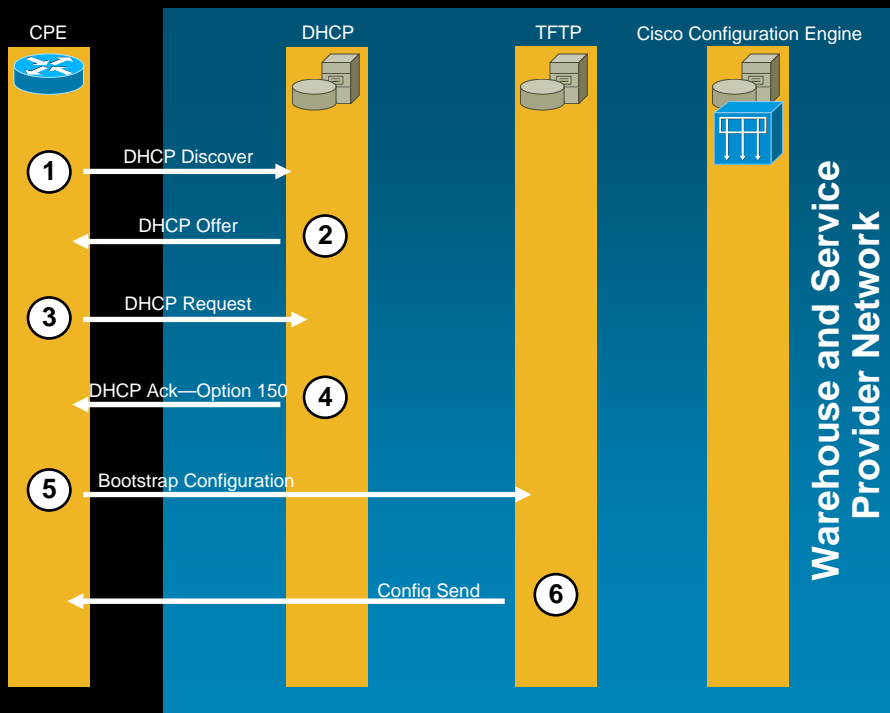 CPE
DHCP
TFTP
Cisco Configuration Engine
1
DHCP Discover
DHCP Offer
2
3
DHCP Request
DHCP Ack—Option 150
4
5
Bootstrap Configuration
Config Send
6
Warehouse and Service
Provider Network